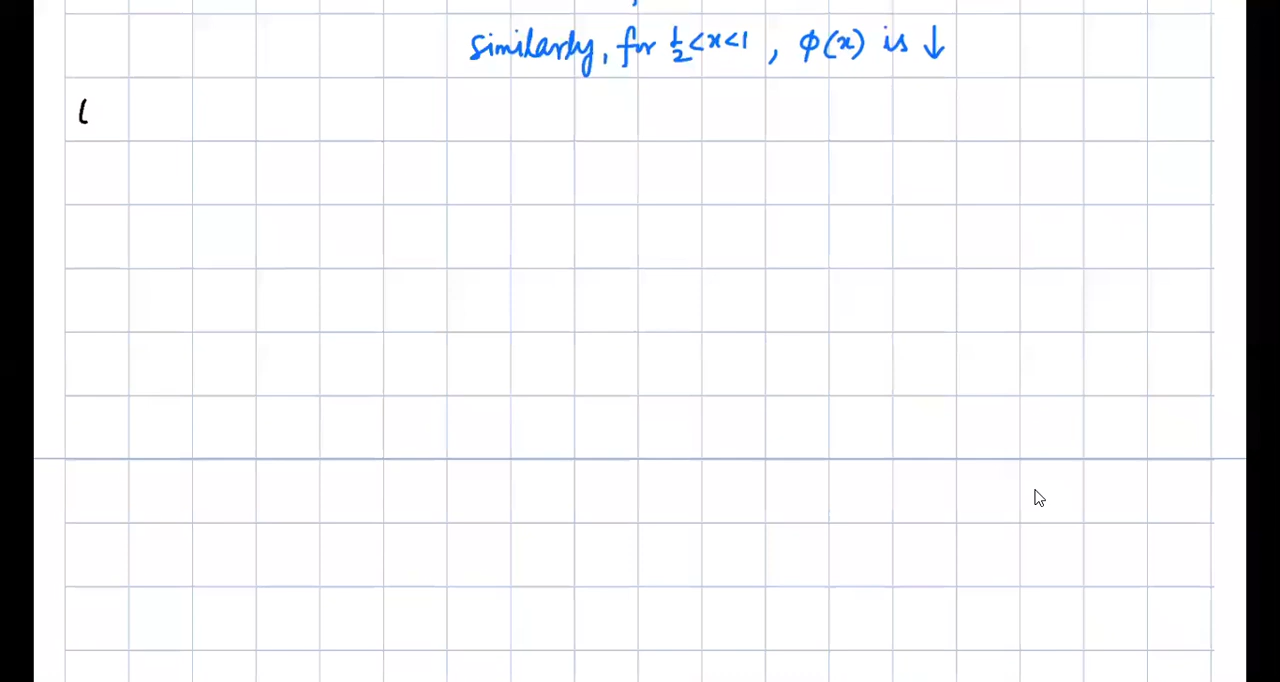 similarly, for 1/2 < x < 1, φ(x) is ↓
(